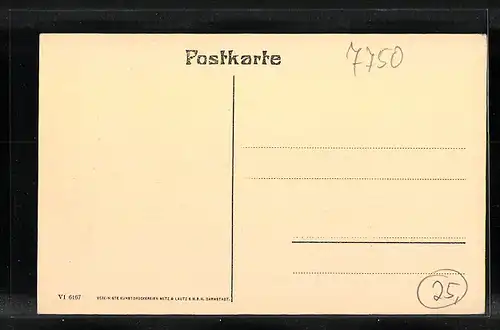 Postkarte
7750
VI 6167 VEREINIGTE KUNSTDRUCKEREIEN METZ & LAUTZ G.M.B.H. DARMSTADT.
25,